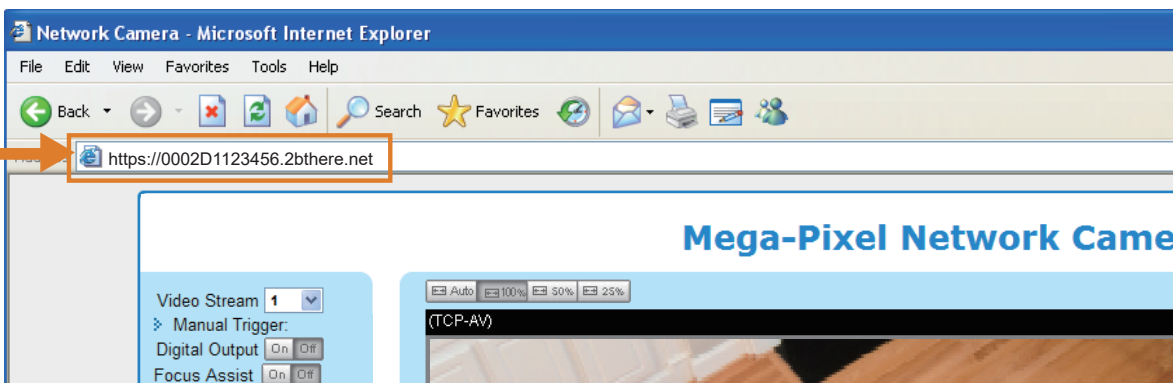 Network Camera - Microsoft Internet Explorer
File Edit View Favorites Tools Help
Back Search Favorites
https://0002D1123456.2bthere.net
Mega-Pixel Network Came
Auto 100% 50% 25%
Video Stream 1
(TCP-AV)
Manual Trigger:
Digital Output On Off
Focus Assist On Off